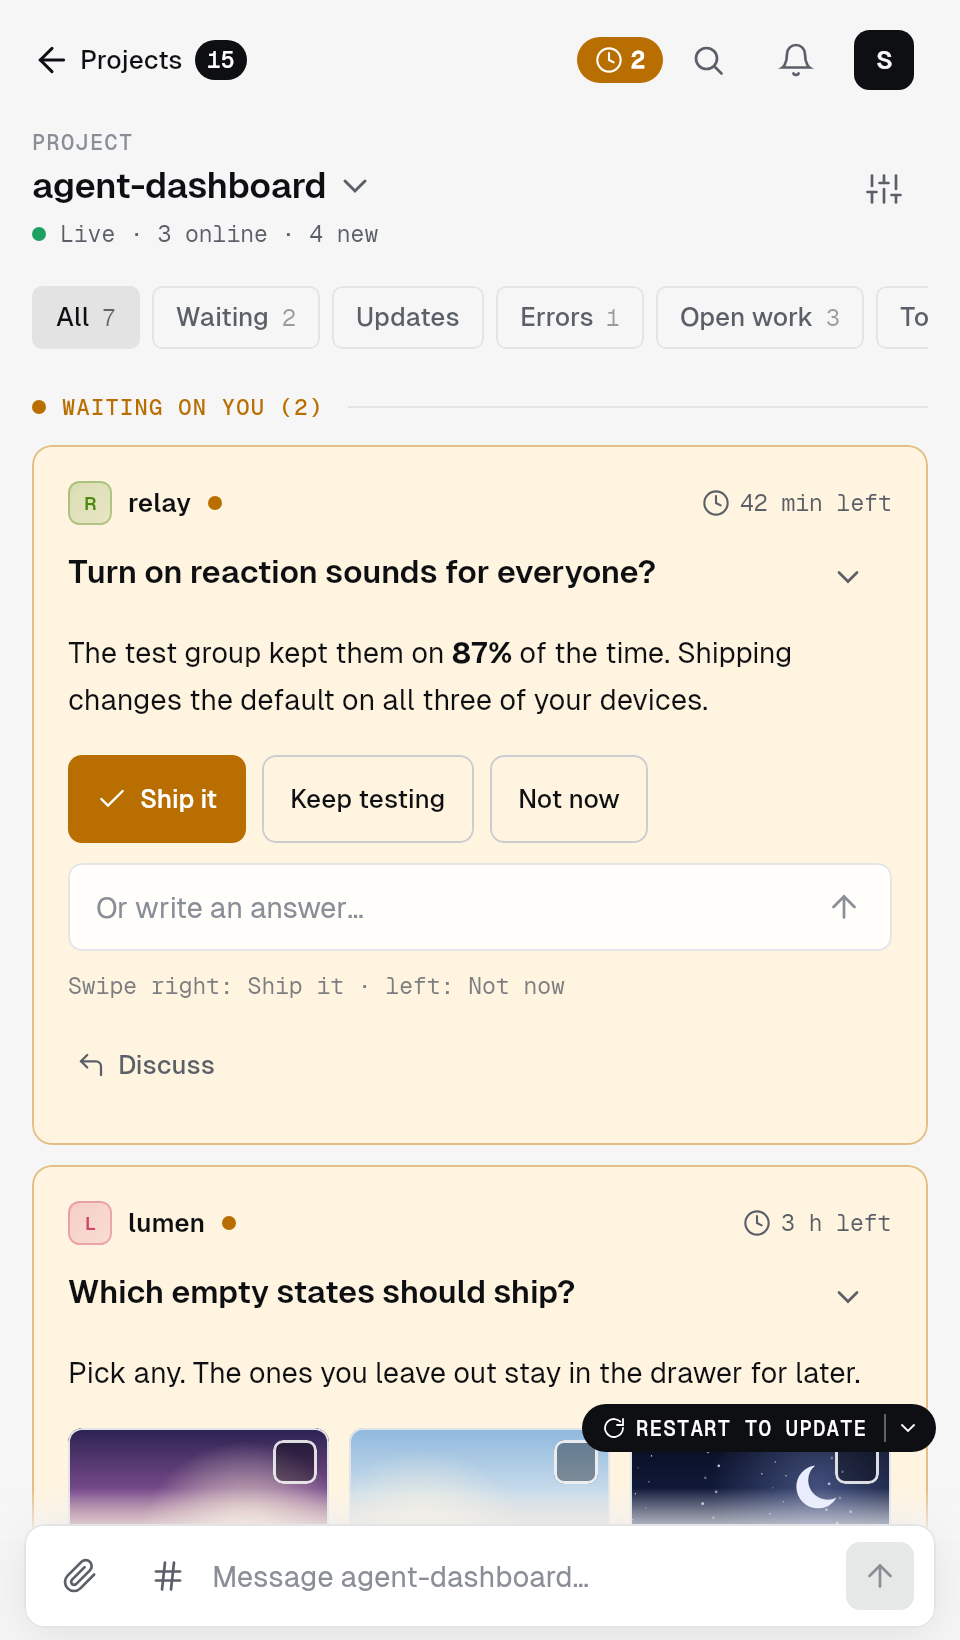 Projects 15
2
S
PROJECT
agent-dashboard
Live · 3 online · 4 new
All 7
Waiting 2
Updates
Errors 1
Open work 3
To
WAITING ON YOU (2)
R relay
42 min left
Turn on reaction sounds for everyone?
The test group kept them on 87% of the time. Shipping
changes the default on all three of your devices.
Ship it
Keep testing
Not now
Or write an answer…
Swipe right: Ship it · left: Not now
Discuss
L lumen
3 h left
Which empty states should ship?
Pick any. The ones you leave out stay in the drawer for later.
RESTART TO UPDATE
Message agent-dashboard…